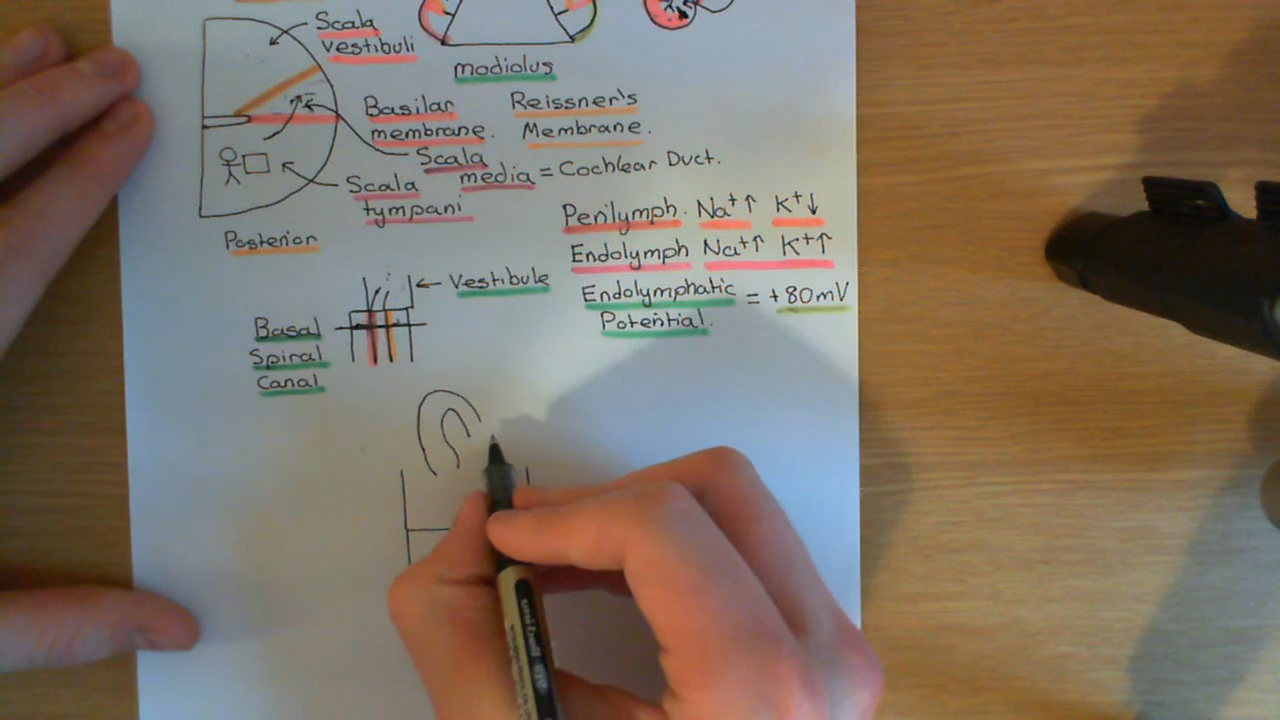 Scala
vestibuli
modiolus
Basilar
membrane.
Reissner's
Membrane.
Scala
media = Cochlear Duct.
Scala
tympani
Posterior
Perilymph. Na⁺↑ K⁺↓
Endolymph Na⁺↑ K⁺↑
Endolymphatic
Potential.
= +80mV
Vestibule
Basal
Spiral
Canal